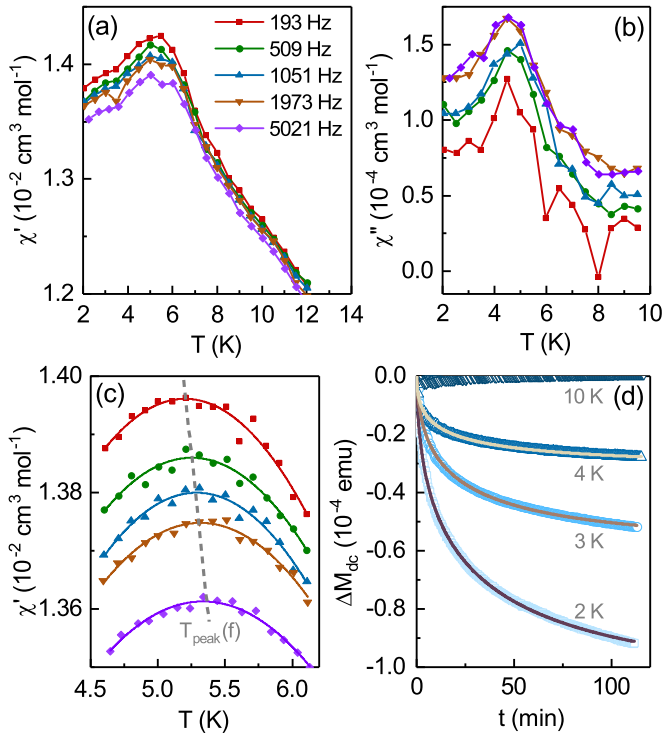 (a)
193 Hz
509 Hz
1051 Hz
1973 Hz
5021 Hz
1.4
1.3
1.2
χ' (10⁻² cm³ mol⁻¹)
2 4 6 8 10 12 14
T (K)
(b)
1.5
1.0
0.5
0.0
χ'' (10⁻⁴ cm³ mol⁻¹)
2 4 6 8 10
T (K)
(c)
1.40
1.38
1.36
χ' (10⁻² cm³ mol⁻¹)
T_peak(f)
4.5 5.0 5.5 6.0
T (K)
(d)
0.0
-0.2
-0.4
-0.6
-0.8
-1.0
ΔM_dc (10⁻⁴ emu)
10 K
4 K
3 K
2 K
0 50 100
t (min)